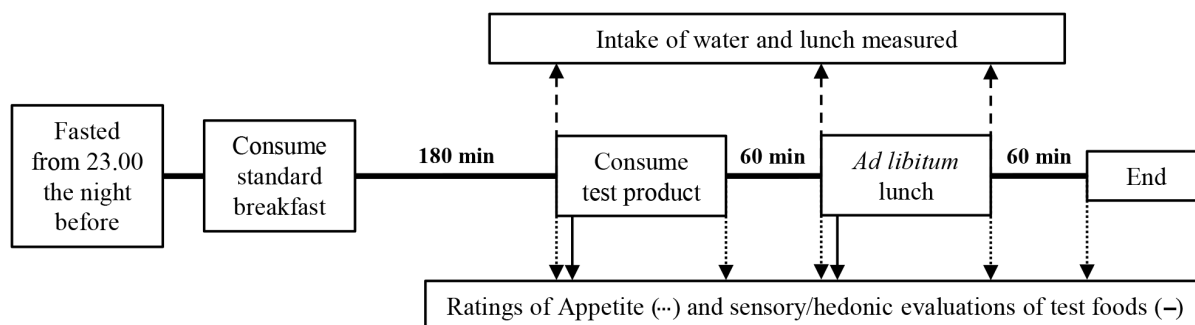 Intake of water and lunch measured
Fasted
from 23.00
the night
before
Consume
standard
breakfast
180 min
Consume
test product
60 min
Ad libitum
lunch
60 min
End
Ratings of Appetite (···) and sensory/hedonic evaluations of test foods (–)